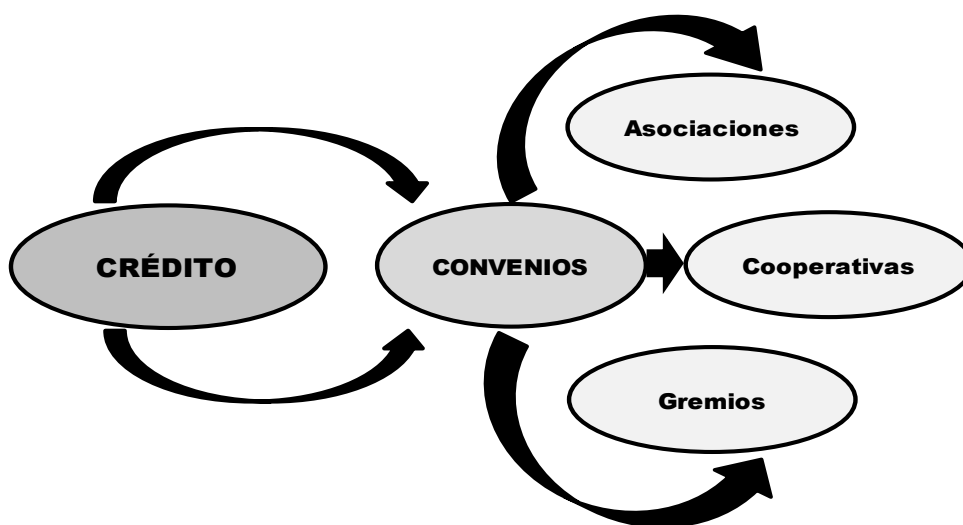 Asociaciones
CRÉDITO
CONVENIOS
Cooperativas
Gremios